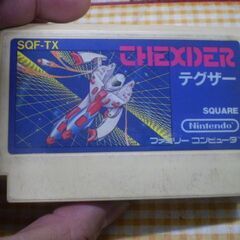 SQF-TX
THEXDER
テグザー
SQUARE
Nintendo
ファミリー コンピュータ